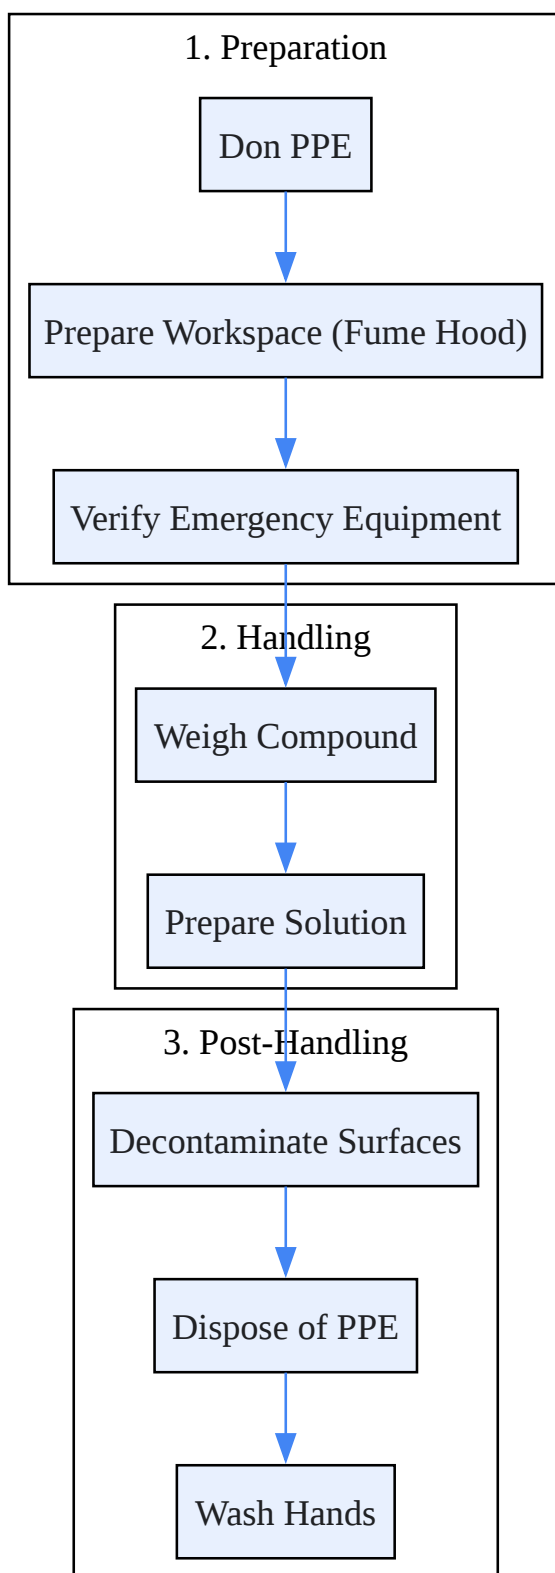 1. Preparation
Don PPE
Prepare Workspace (Fume Hood)
Verify Emergency Equipment
2. Handling
Weigh Compound
Prepare Solution
3. Post-Handling
Decontaminate Surfaces
Dispose of PPE
Wash Hands